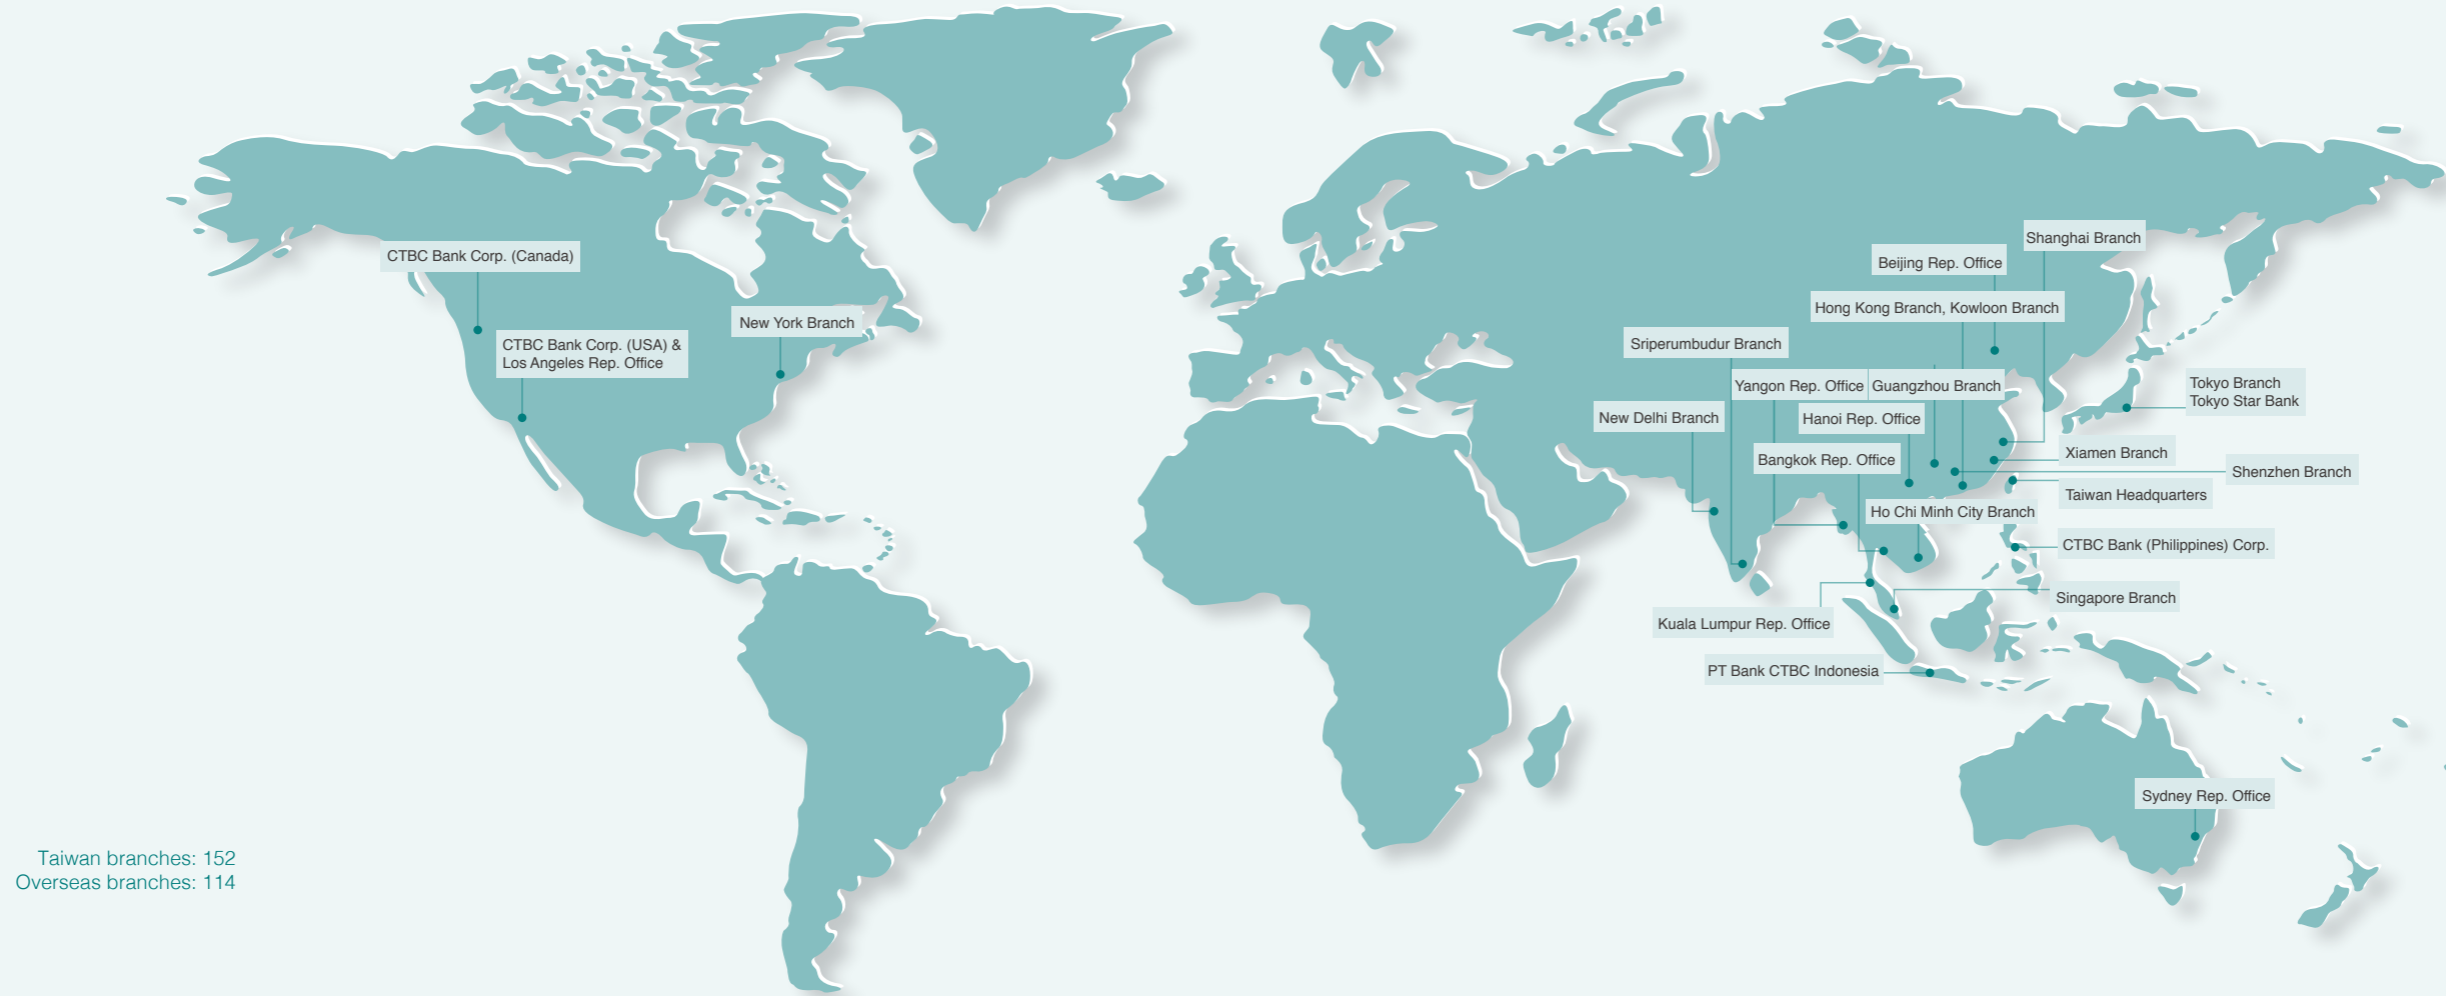 Shanghai Branch
CTBC Bank Corp. (Canada)
Beijing Rep. Office
Hong Kong Branch, Kowloon Branch
New York Branch
CTBC Bank Corp. (USA) &
Los Angeles Rep. Office
Sriperumbudur Branch
Yangon Rep. Office
Guangzhou Branch
Tokyo Branch
Tokyo Star Bank
New Delhi Branch
Hanoi Rep. Office
Xiamen Branch
Bangkok Rep. Office
Shenzhen Branch
Taiwan Headquarters
Ho Chi Minh City Branch
CTBC Bank (Philippines) Corp.
Singapore Branch
Kuala Lumpur Rep. Office
PT Bank CTBC Indonesia
Sydney Rep. Office
Taiwan branches: 152
Overseas branches: 114